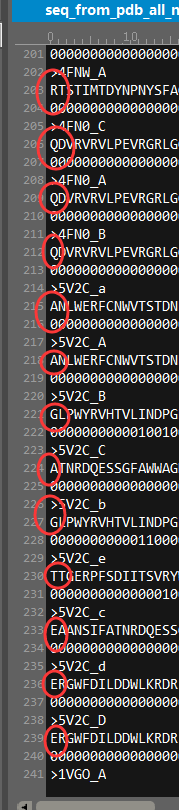 seq_from_pdb_all_n
0 10
201 000000000000000000
202 >4FNW_A
203 RTSTIMTDYNPNYSFA
204 000000000000000000
205 >4FN0_C
206 QDVRVRVLPEVRGRLG
207 000000000000000000
208 >4FN0_A
209 QDVRVRVLPEVRGRLG
210 000000000000000000
211 >4FN0_B
212 QDVRVRVLPEVRGRLG
213 000000000000000000
214 >5V2C_a
215 ANLWERFCNWVTSTDN
216 000000000000000000
217 >5V2C_A
218 ANLWERFCNWVTSTDN
219 000000000000000000
220 >5V2C_B
221 GLPWYRVHTVLINDPG
222 00000000000010010
223 >5V2C_C
224 ATNRDQESSGFAWWAG
225 000000000000000000
226 >5V2C_b
227 GLPWYRVHTVLINDPG
228 0000000000011000
229 >5V2C_e
230 TTGERPFSDIITSVRY
231 0000000000000010
232 >5V2C_c
233 EAANSIFATNRDQESS
234 000000000000000000
235 >5V2C_d
236 ERGWFDILDDWLKRDR
237 000000000000000000
238 >5V2C_D
239 ERGWFDILDDWLKRDR
240 000000000000000000
241 >1VGO_A